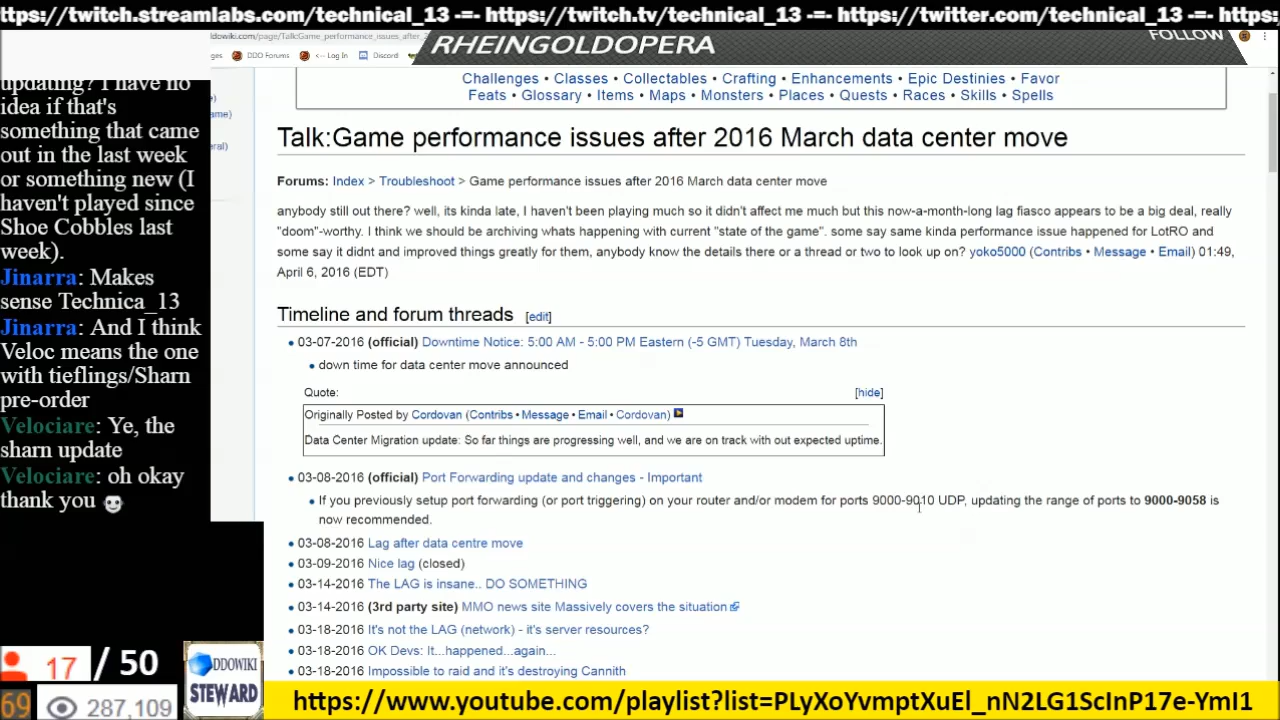 ttps://twitch.streamlabs.com/technical_13 -=- https://twitch.tv/technical_13 -=- https://twitter.com/technical_13 -=- https:
dowiki.com/page/Talk:Game_performance_issues_after_2
RHEINGOLDOPERA
FOLLOW
ges DDO Forums <-- Log In Discord
updating? I have no
idea if that's
something that came
out in the last week
or something new (I
haven't played since
Shoe Cobbles last
week).
Jinarra: Makes
sense Technica_13
Jinarra: And I think
Veloc means the one
with tieflings/Sharn
pre-order
Velociare: Ye, the
sharn update
Velociare: oh okay
thank you
ame)
eral)
Challenges • Classes • Collectables • Crafting • Enhancements • Epic Destinies • Favor
Feats • Glossary • Items • Maps • Monsters • Places • Quests • Races • Skills • Spells
Talk:Game performance issues after 2016 March data center move
Forums: Index > Troubleshoot > Game performance issues after 2016 March data center move
anybody still out there? well, its kinda late, I haven't been playing much so it didn't affect me much but this now-a-month-long lag fiasco appears to be a big deal, really
"doom"-worthy. I think we should be archiving whats happening with current "state of the game". some say same kinda performance issue happened for LotRO and
some say it didnt and improved things greatly for them, anybody know the details there or a thread or two to look up on? yoko5000 (Contribs • Message • Email) 01:49,
April 6, 2016 (EDT)
Timeline and forum threads [edit]
03-07-2016 (official) Downtime Notice: 5:00 AM - 5:00 PM Eastern (-5 GMT) Tuesday, March 8th
down time for data center move announced
Quote: [hide]
Originally Posted by Cordovan (Contribs • Message • Email • Cordovan)
Data Center Migration update: So far things are progressing well, and we are on track with out expected uptime.
03-08-2016 (official) Port Forwarding update and changes - Important
If you previously setup port forwarding (or port triggering) on your router and/or modem for ports 9000-9010 UDP, updating the range of ports to 9000-9058 is
now recommended.
03-08-2016 Lag after data centre move
03-09-2016 Nice lag (closed)
03-14-2016 The LAG is insane.. DO SOMETHING
03-14-2016 (3rd party site) MMO news site Massively covers the situation
03-18-2016 It's not the LAG (network) - it's server resources?
03-18-2016 OK Devs: It...happened...again...
03-18-2016 Impossible to raid and it's destroying Cannith
17 / 50
69 287,109
DDOWIKI
STEWARD
https://www.youtube.com/playlist?list=PLyXoYvmptXuEl_nN2LG1ScInP17e-YmI1